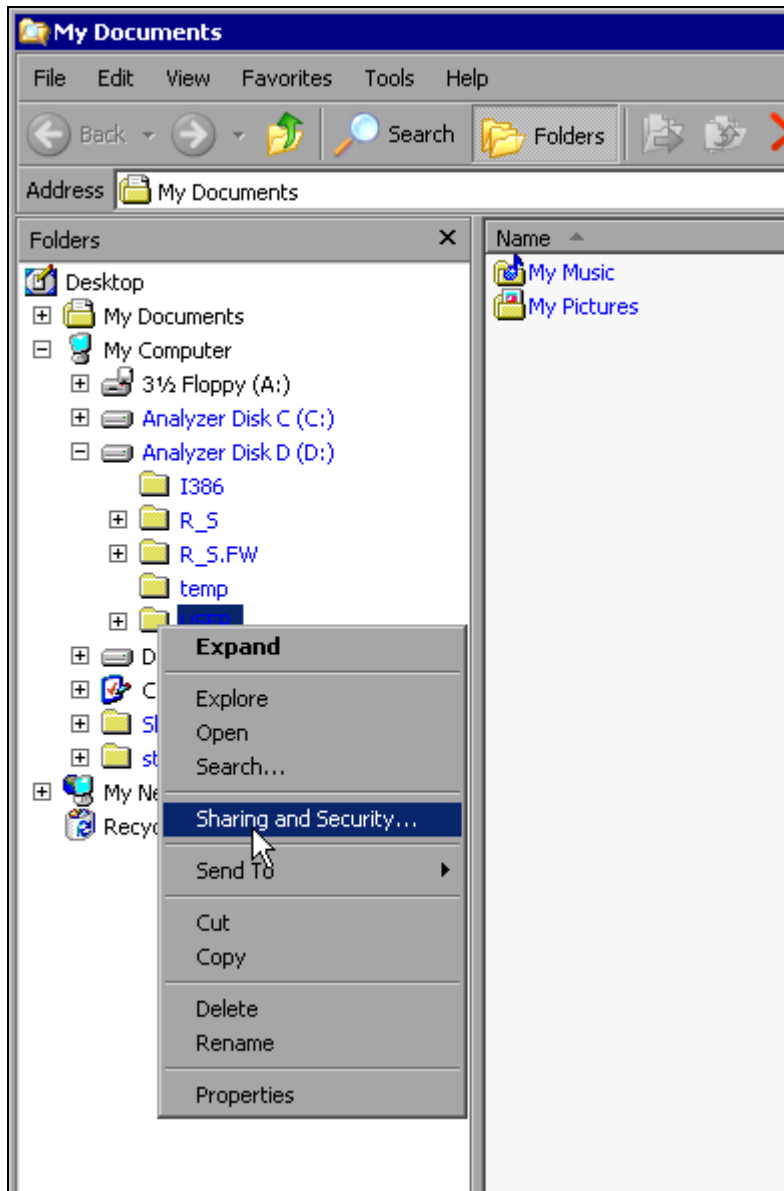 My Documents
File Edit View Favorites Tools Help
Back Search Folders
Address My Documents
Folders
Name
Desktop
My Documents
My Computer
3½ Floppy (A:)
Analyzer Disk C (C:)
Analyzer Disk D (D:)
I386
R_S
R_S.FW
temp
My Music
My Pictures
Expand
Explore
Open
Search...
Sharing and Security...
Send To
Cut
Copy
Delete
Rename
Properties